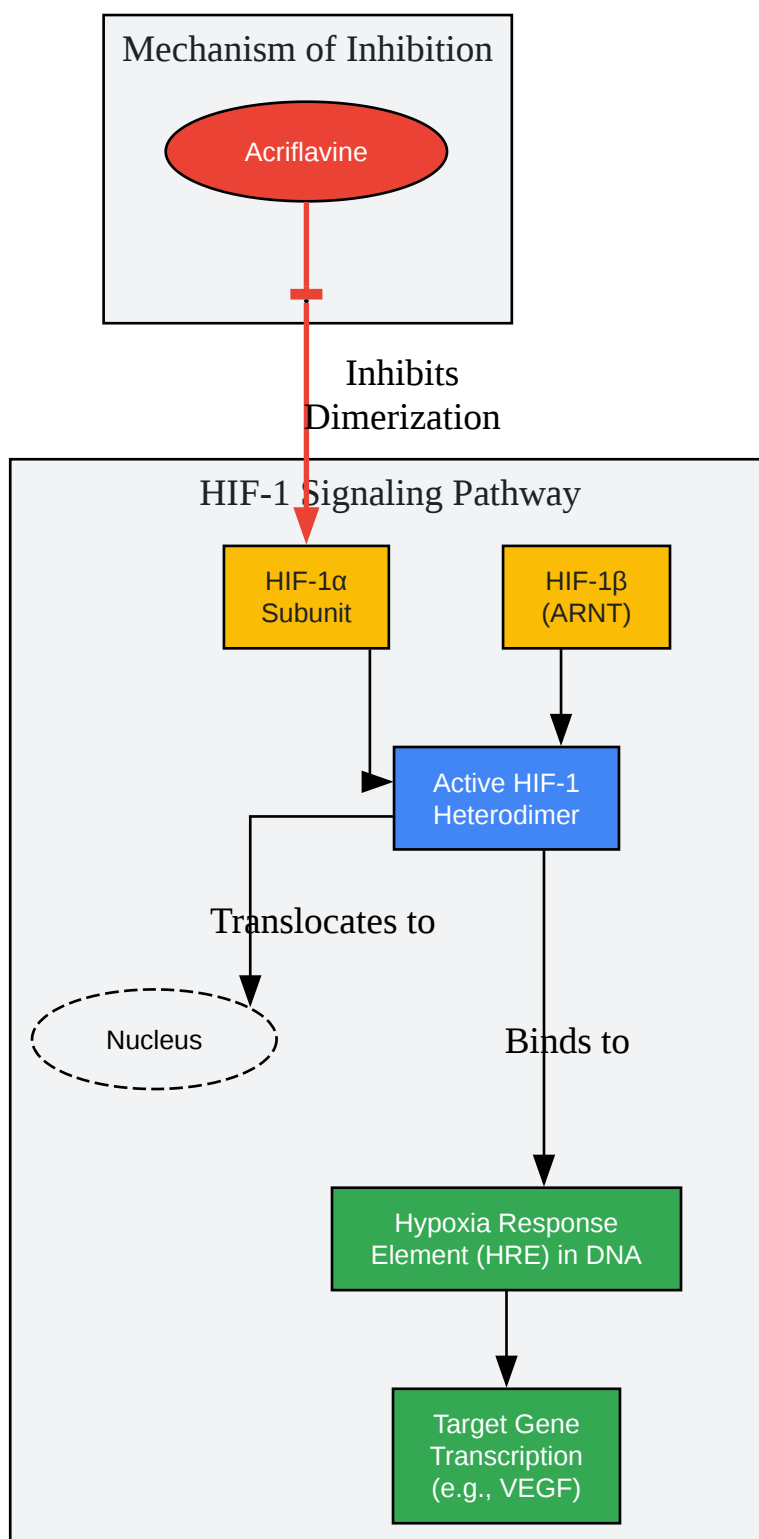 Mechanism of Inhibition
Acriflavine
Inhibits
Dimerization
HIF-1 Signaling Pathway
HIF-1α
Subunit
HIF-1β
(ARNT)
Active HIF-1
Heterodimer
Translocates to
Nucleus
Binds to
Hypoxia Response
Element (HRE) in DNA
Target Gene
Transcription
(e.g., VEGF)